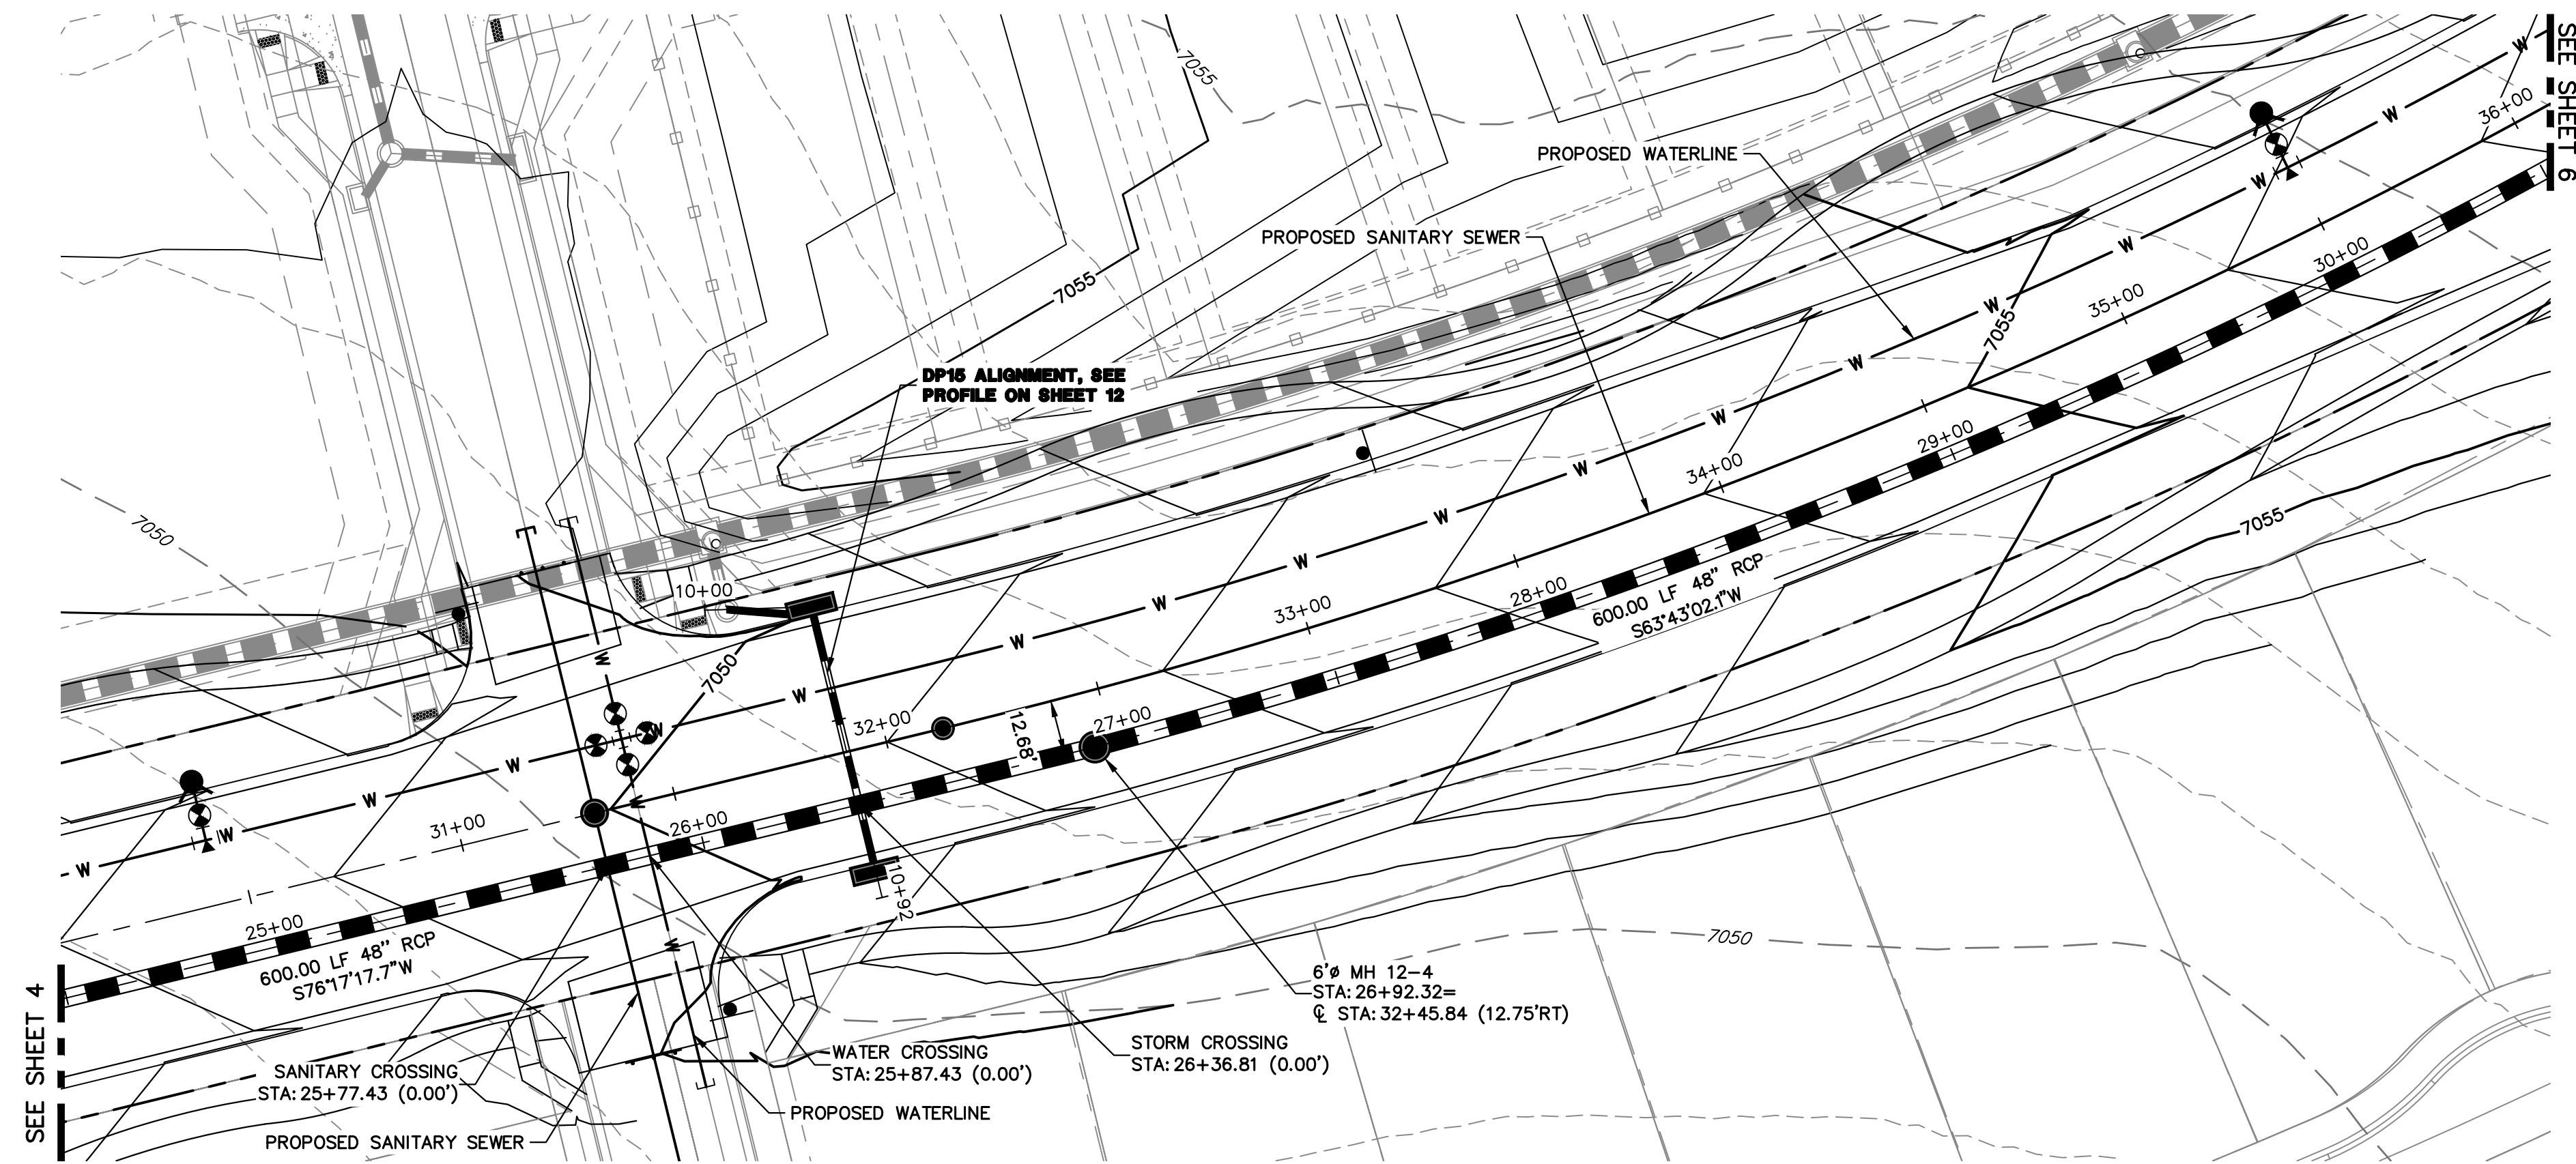 7055
SEE SHEET 6
36+00
PROPOSED WATERLINE
W
W
W
PROPOSED SANITARY SEWER
W
30+00
7055
35+00
W
7055
W
DP15 ALIGNMENT, SEE
PROFILE ON SHEET 12
W
29+00
34+00
W
7055
7050
W
W
28+00
600.00 LF 48" RCP
S63°43'02.1"W
10+00
W
33+00
W
W
7050
W
32+00
27+00
12.68'
W
W
W
W
31+00
26+00
W
W
W
10+92
25+00
600.00 LF 48" RCP
S76°17'17.7"W
W
7050
6'ø MH 12-4
STA: 26+92.32=
℄ STA: 32+45.84 (12.75'RT)
STORM CROSSING
STA: 26+36.81 (0.00')
WATER CROSSING
STA: 25+87.43 (0.00')
SANITARY CROSSING
STA: 25+77.43 (0.00')
PROPOSED WATERLINE
PROPOSED SANITARY SEWER
SEE SHEET 4